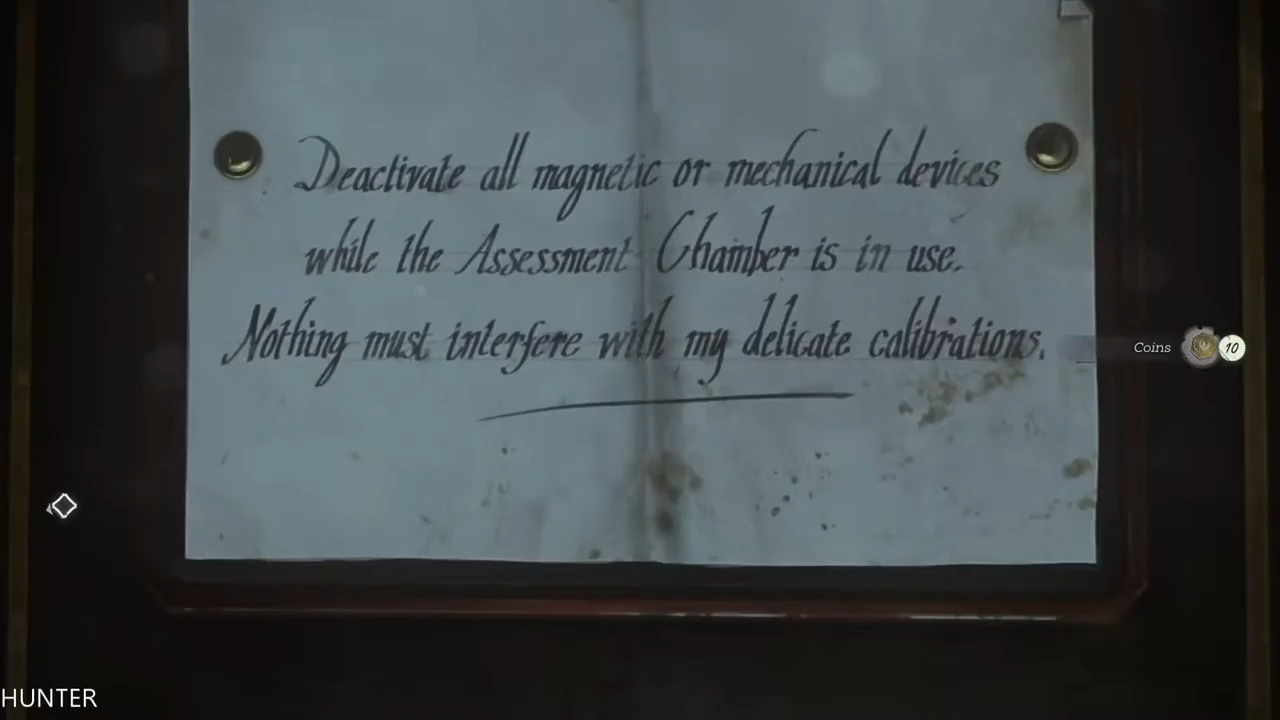 Deactivate all magnetic or mechanical devices
while the Assessment Chamber is in use.
Nothing must interfere with my delicate calibrations.
Coins 10
HUNTER